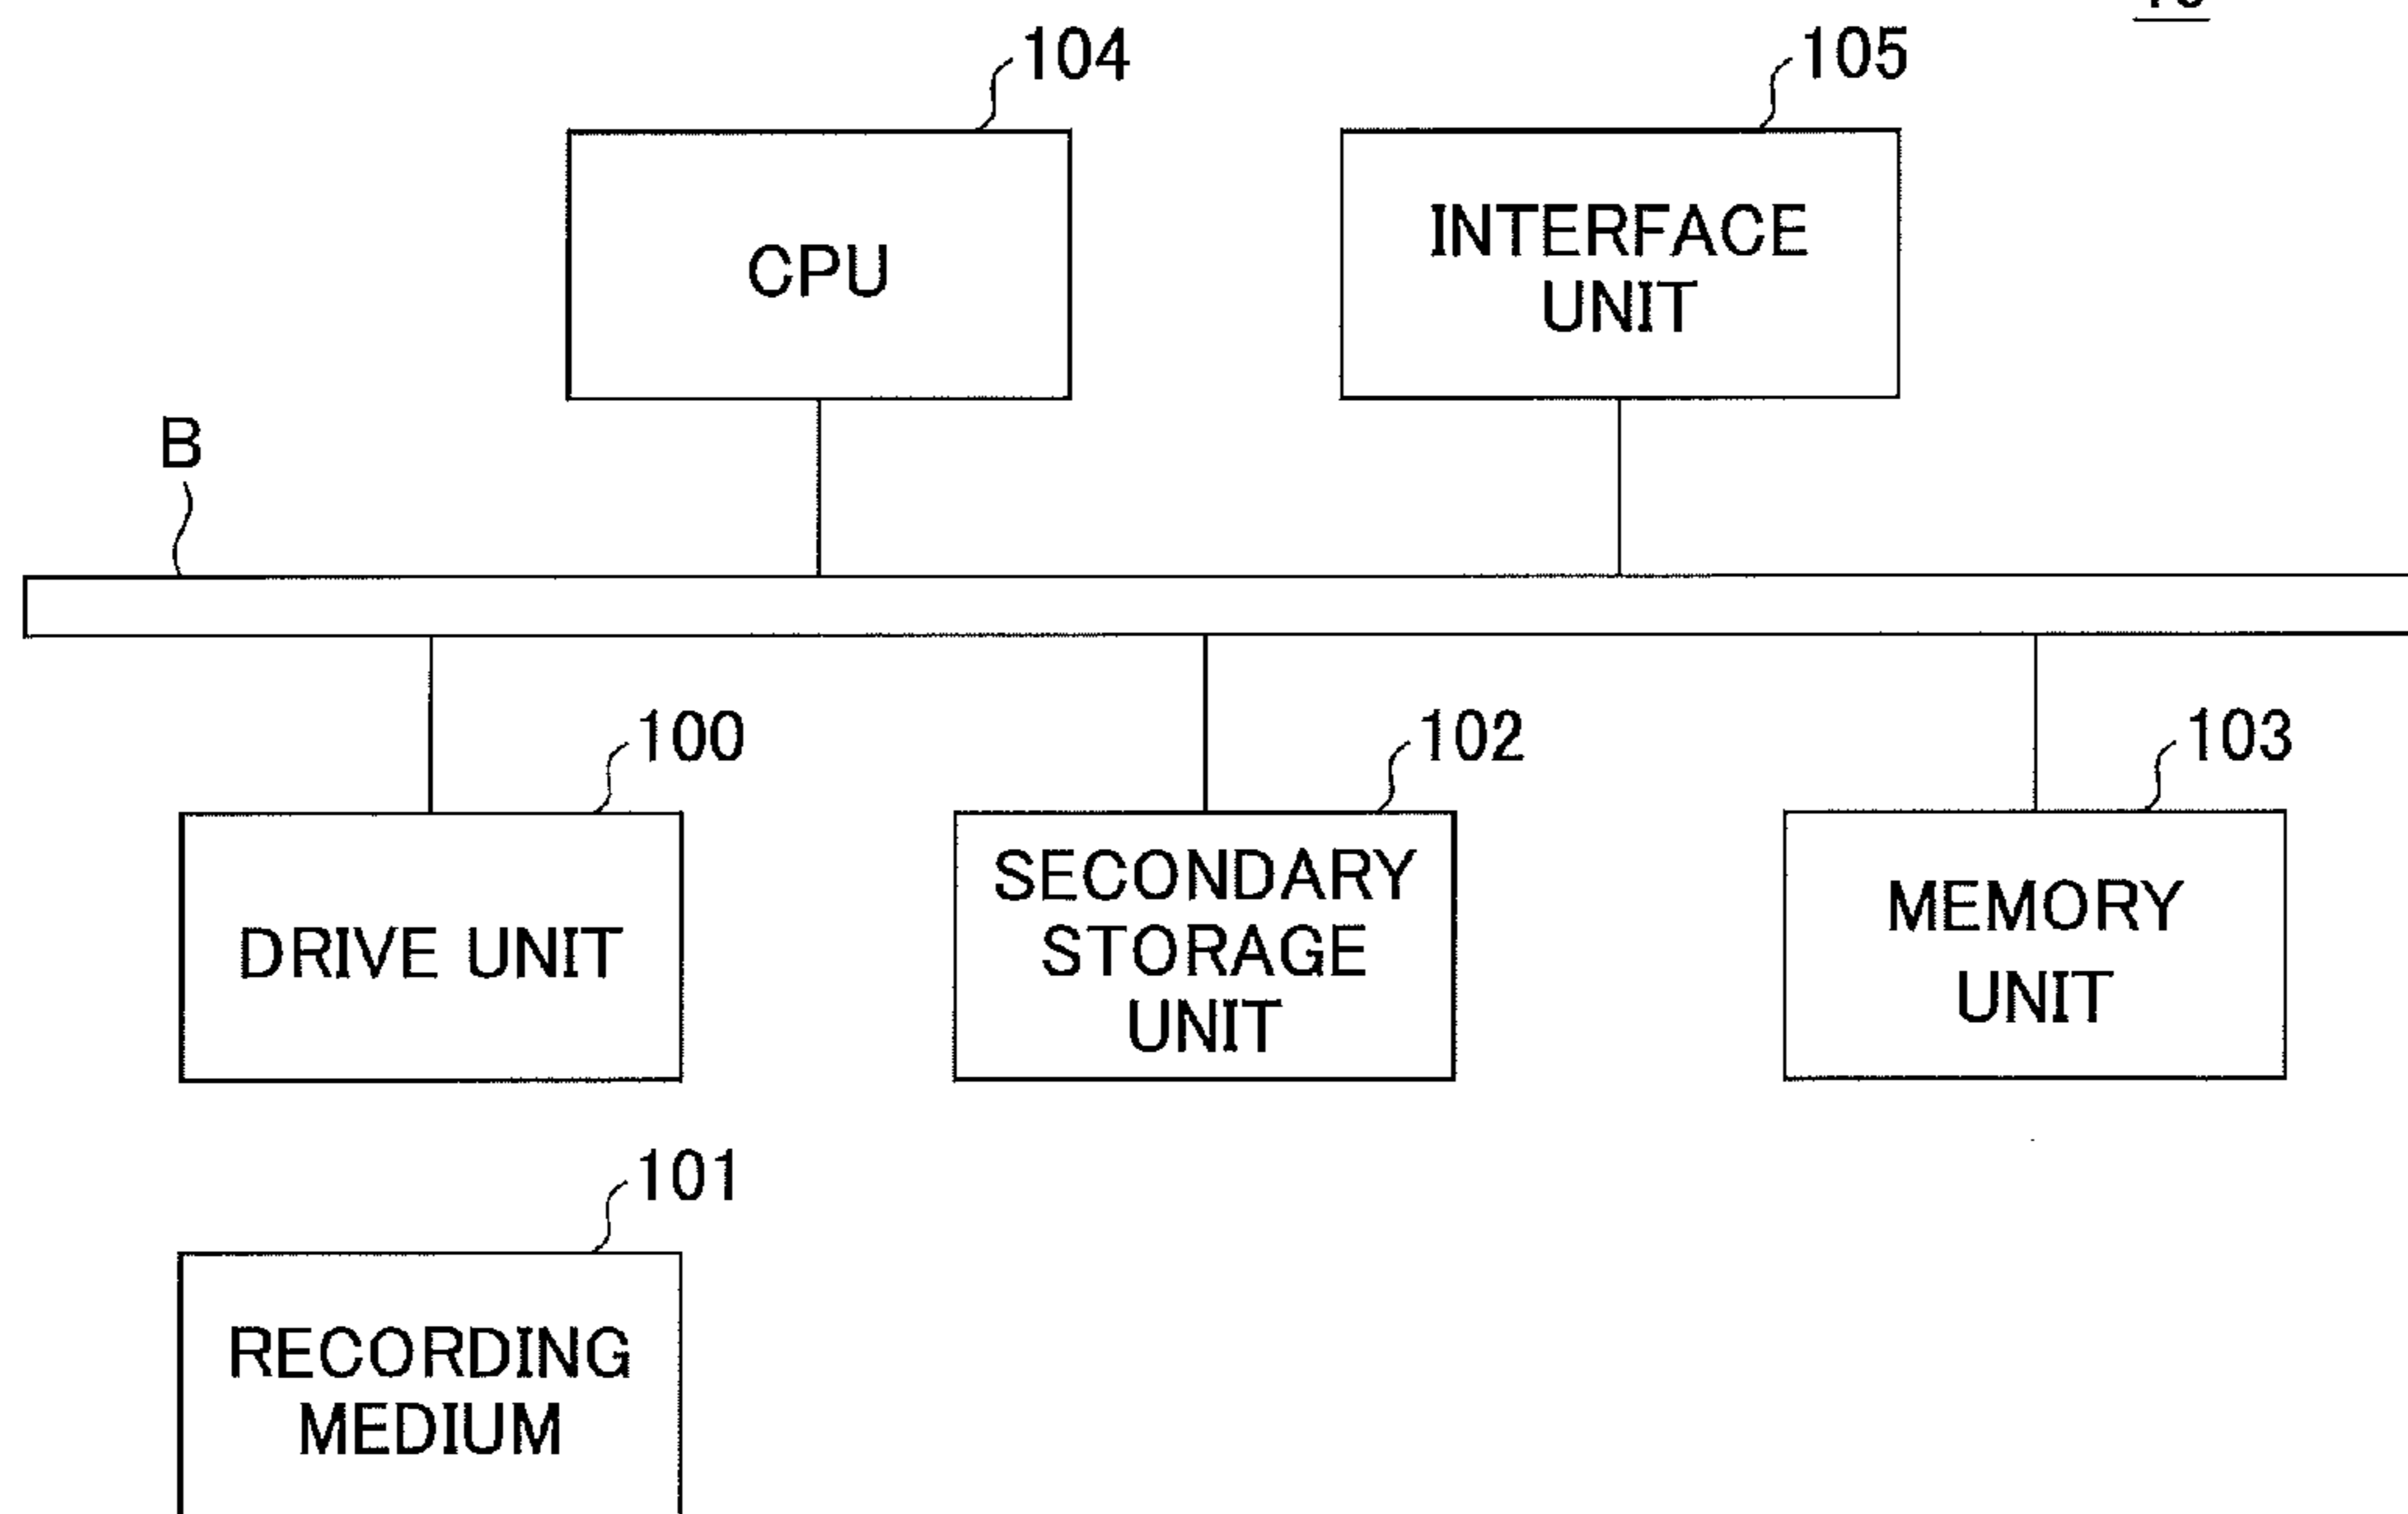 104
105
CPU
INTERFACE
UNIT
B
100
102
103
DRIVE UNIT
SECONDARY
STORAGE
UNIT
MEMORY
UNIT
101
RECORDING
MEDIUM